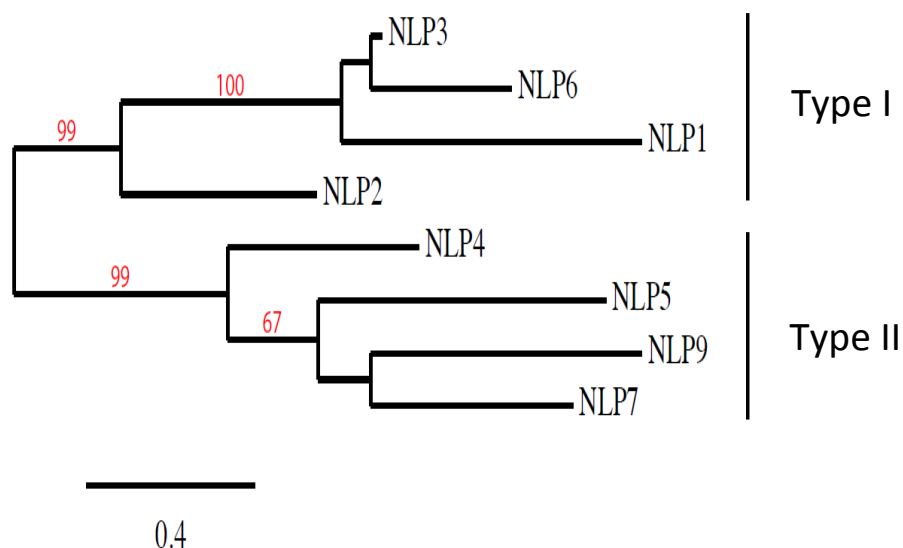 NLP3
100
NLP6
Type I
99
NLP1
NLP2
NLP4
99
NLP5
67
Type II
NLP9
NLP7
0.4